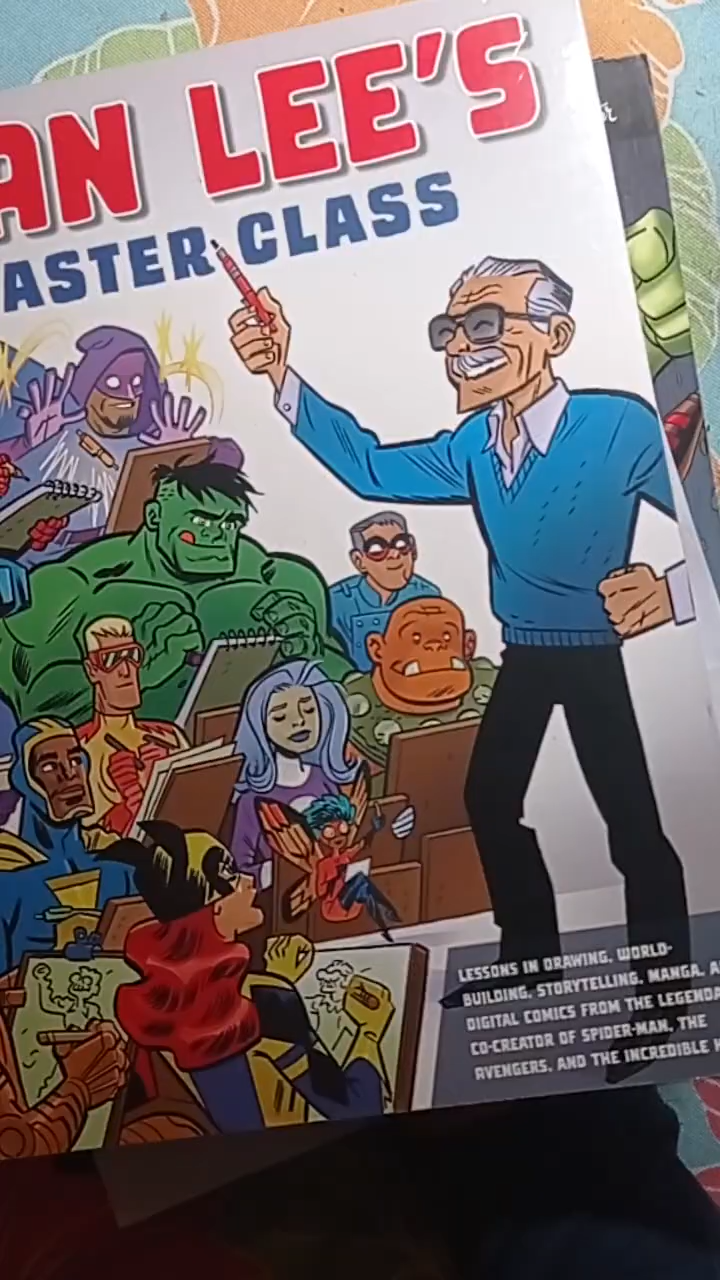 AN LEE'S
ASTER CLASS
LESSONS IN DRAWING, WORLD-
BUILDING, STORYTELLING, MANGA, A
DIGITAL COMICS FROM THE LEGENDA
CO-CREATOR OF SPIDER-MAN, THE
AVENGERS, AND THE INCREDIBLE H